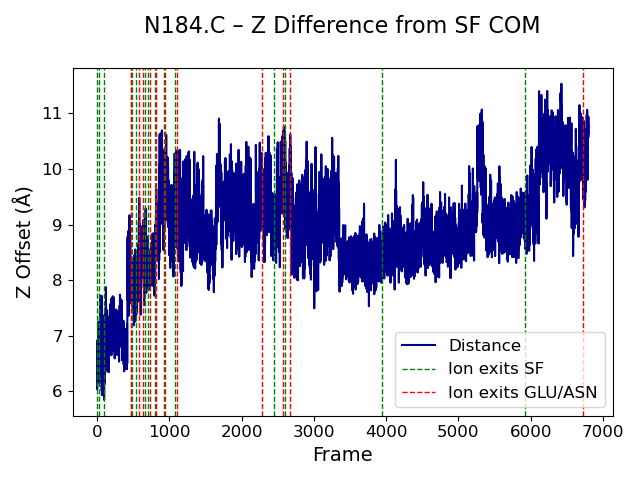 N184.C – Z Difference from SF COM
Z Offset (Å)
11
10
9
8
7
6
Distance
Ion exits SF
Ion exits GLU/ASN
0 1000 2000 3000 4000 5000 6000 7000
Frame